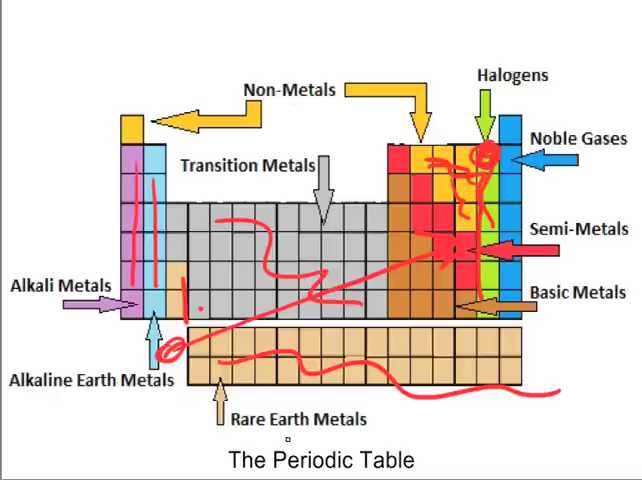 Halogens
Non-Metals
Noble Gases
Transition Metals
Semi-Metals
Alkali Metals
Basic Metals
Alkaline Earth Metals
Rare Earth Metals
The Periodic Table